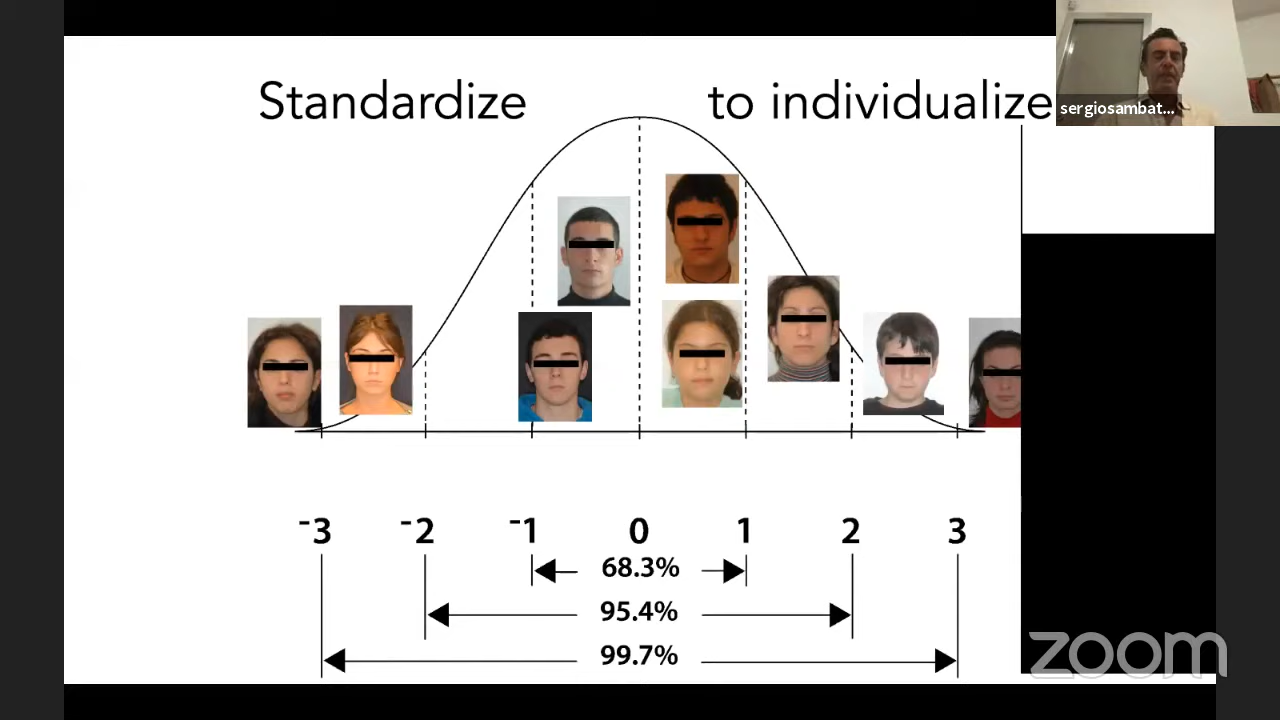 Standardize to individualize
sergiosambat...
-3 -2 -1 0 1 2 3
68.3%
95.4%
99.7%
zoom